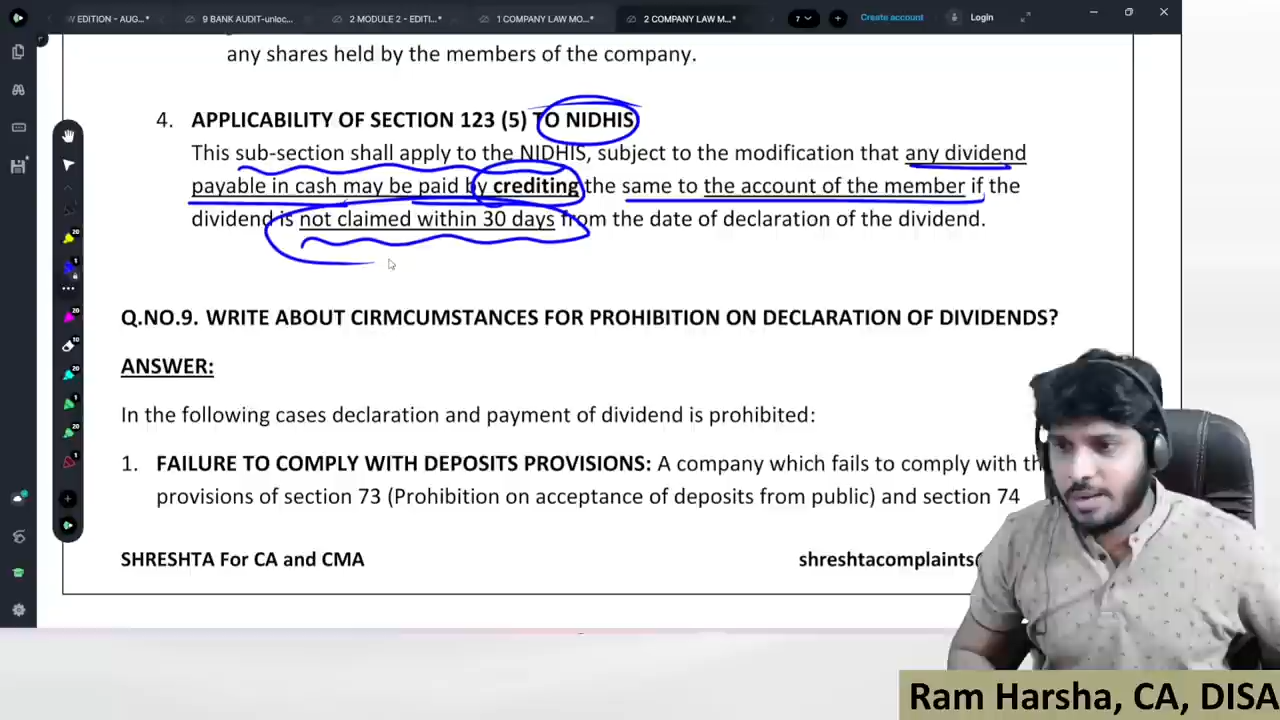 W EDITION - AUG...*
9 BANK AUDIT-unloc...
2 MODULE 2 - EDITI...*
1 COMPANY LAW MO...*
2 COMPANY LAW M...*
7
Create account
Login
any shares held by the members of the company.
4. APPLICABILITY OF SECTION 123 (5) TO NIDHIS
This sub-section shall apply to the NIDHIS, subject to the modification that any dividend
payable in cash may be paid by crediting the same to the account of the member if the
dividend is not claimed within 30 days from the date of declaration of the dividend.
Q.NO.9. WRITE ABOUT CIRMCUMSTANCES FOR PROHIBITION ON DECLARATION OF DIVIDENDS?
ANSWER:
In the following cases declaration and payment of dividend is prohibited:
1. FAILURE TO COMPLY WITH DEPOSITS PROVISIONS: A company which fails to comply with th
provisions of section 73 (Prohibition on acceptance of deposits from public) and section 74
SHRESHTA For CA and CMA
shreshtacomplaints
Ram Harsha, CA, DISA